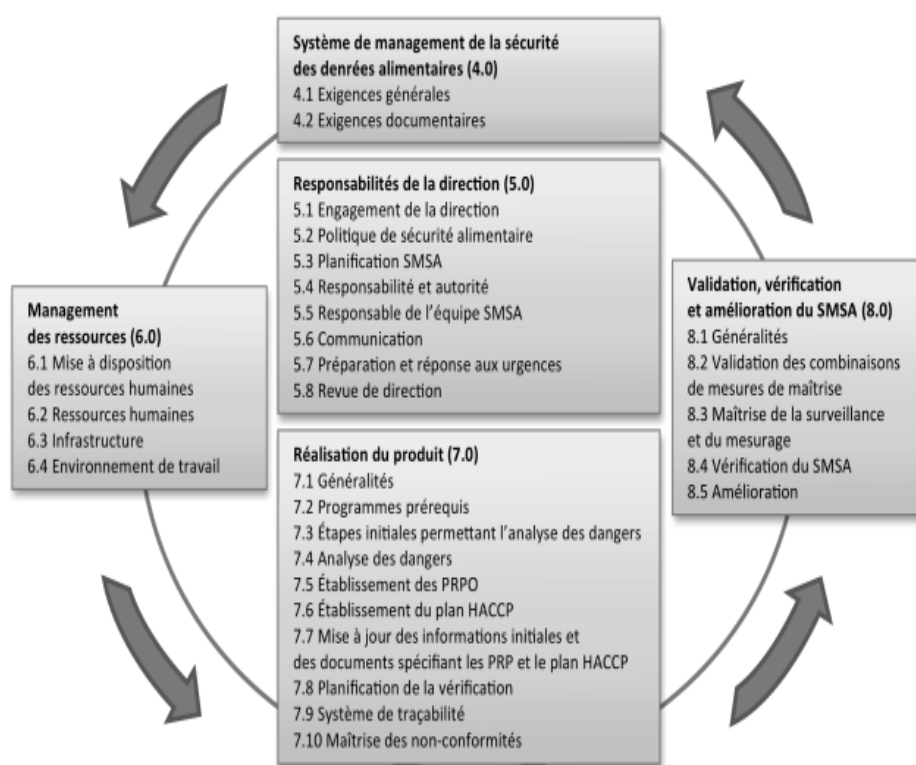 Système de management de la sécurité
des denrées alimentaires (4.0)
4.1 Exigences générales
4.2 Exigences documentaires
Responsabilités de la direction (5.0)
5.1 Engagement de la direction
5.2 Politique de sécurité alimentaire
5.3 Planification SMSA
5.4 Responsabilité et autorité
5.5 Responsable de l'équipe SMSA
5.6 Communication
5.7 Préparation et réponse aux urgences
5.8 Revue de direction
Management
des ressources (6.0)
6.1 Mise à disposition
des ressources humaines
6.2 Ressources humaines
6.3 Infrastructure
6.4 Environnement de travail
Validation, vérification
et amélioration du SMSA (8.0)
8.1 Généralités
8.2 Validation des combinaisons
de mesures de maîtrise
8.3 Maîtrise de la surveillance
et du mesurage
8.4 Vérification du SMSA
8.5 Amélioration
Réalisation du produit (7.0)
7.1 Généralités
7.2 Programmes prérequis
7.3 Étapes initiales permettant l'analyse des dangers
7.4 Analyse des dangers
7.5 Établissement des PRPO
7.6 Établissement du plan HACCP
7.7 Mise à jour des informations initiales et
des documents spécifiant les PRP et le plan HACCP
7.8 Planification de la vérification
7.9 Système de traçabilité
7.10 Maîtrise des non-conformités